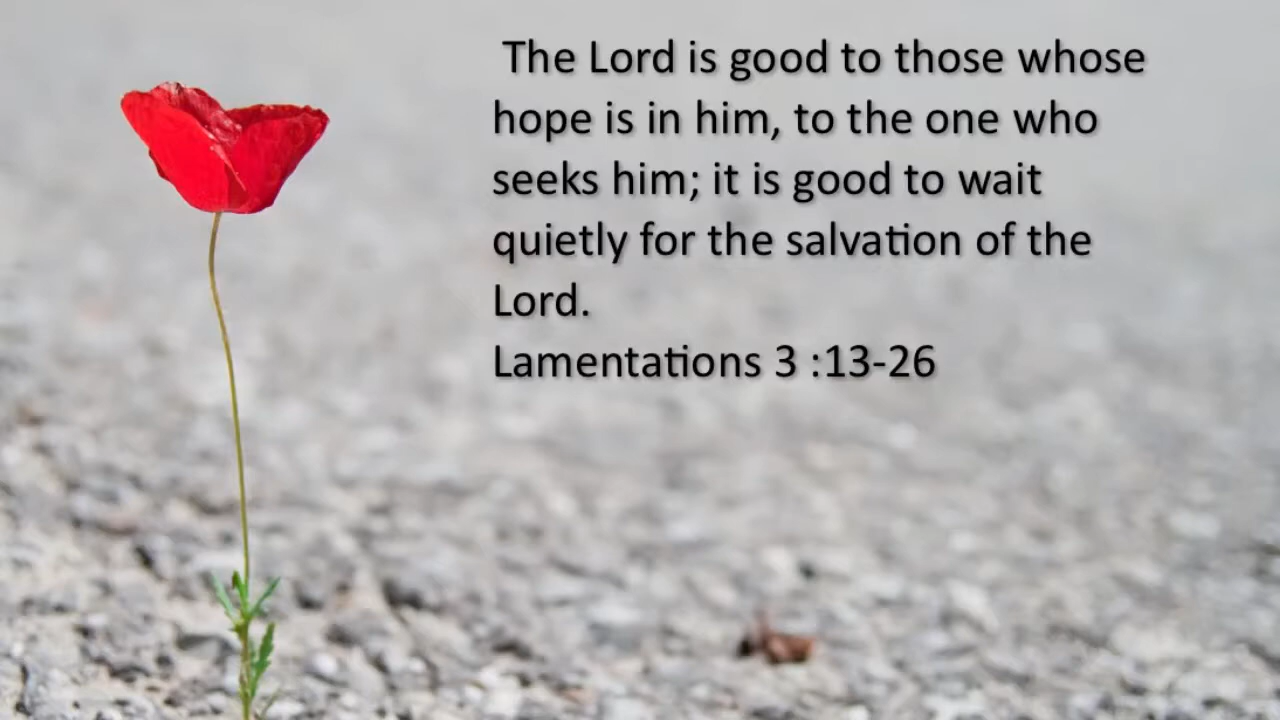 The Lord is good to those whose
hope is in him, to the one who
seeks him; it is good to wait
quietly for the salvation of the
Lord.
Lamentations 3 :13-26